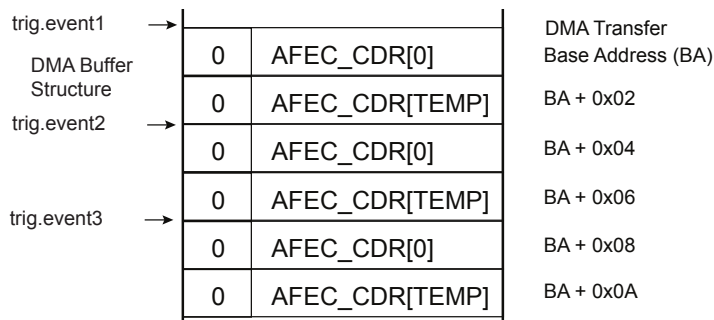 trig.event1
DMA Transfer
Base Address (BA)
DMA Buffer
Structure
0 AFEC_CDR[0]
0 AFEC_CDR[TEMP] BA + 0x02
trig.event2
0 AFEC_CDR[0] BA + 0x04
0 AFEC_CDR[TEMP] BA + 0x06
trig.event3
0 AFEC_CDR[0] BA + 0x08
0 AFEC_CDR[TEMP] BA + 0x0A